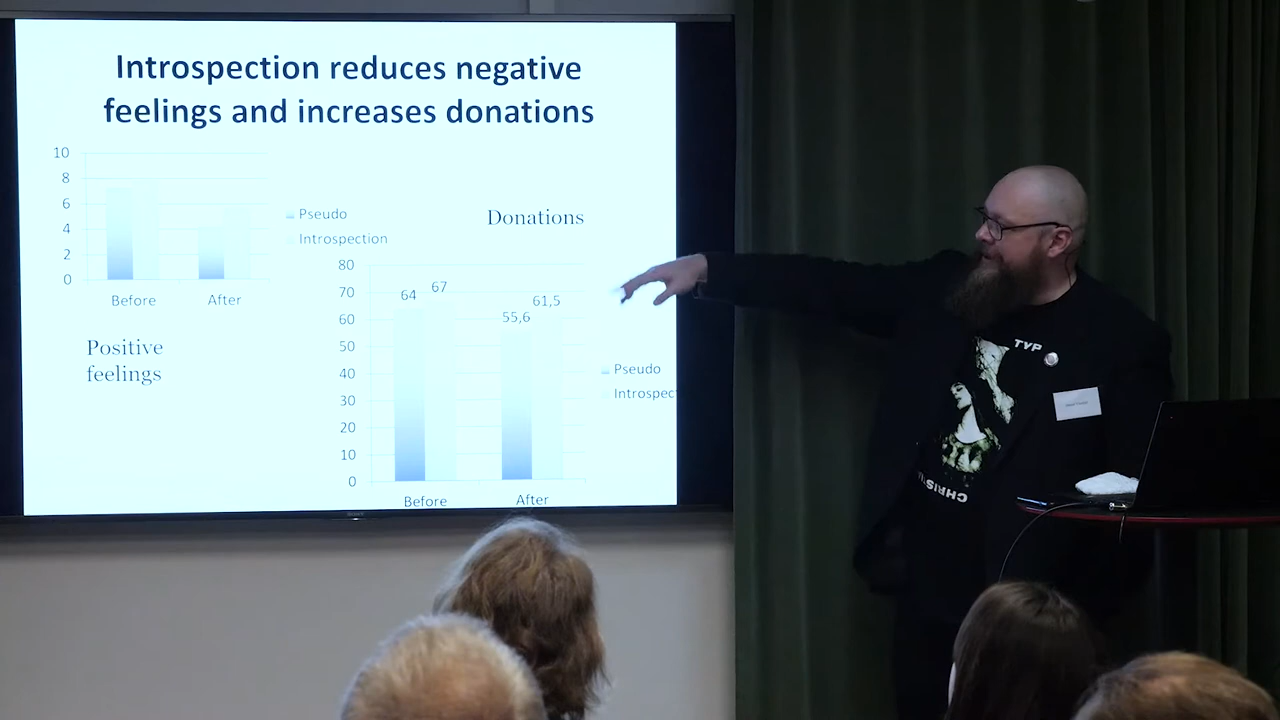 Introspection reduces negative
feelings and increases donations
10
8
6
4
2
0
Before
After
Pseudo
Introspection
Positive
feelings
Donations
80
70
60
50
40
30
20
10
0
64
67
55,6
61,5
Before
After
Pseudo
Introspec
SONY
TYP
CHRIS